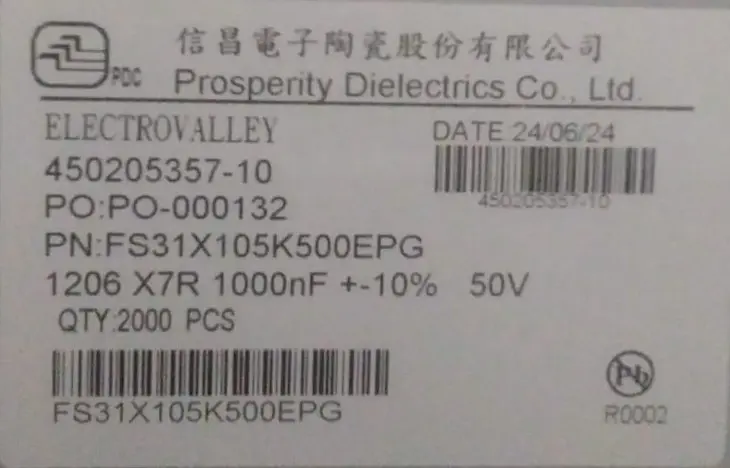 信昌電子陶瓷股份有限公司
PDC
Prosperity Dielectrics Co., Ltd.
ELECTROVALLEY
DATE 24/06/24
450205357-10
450205357-10
PO:PO-000132
PN:FS31X105K500EPG
1206 X7R 1000nF +-10% 50V
QTY:2000 PCS
Pb
FS31X105K500EPG
R0002